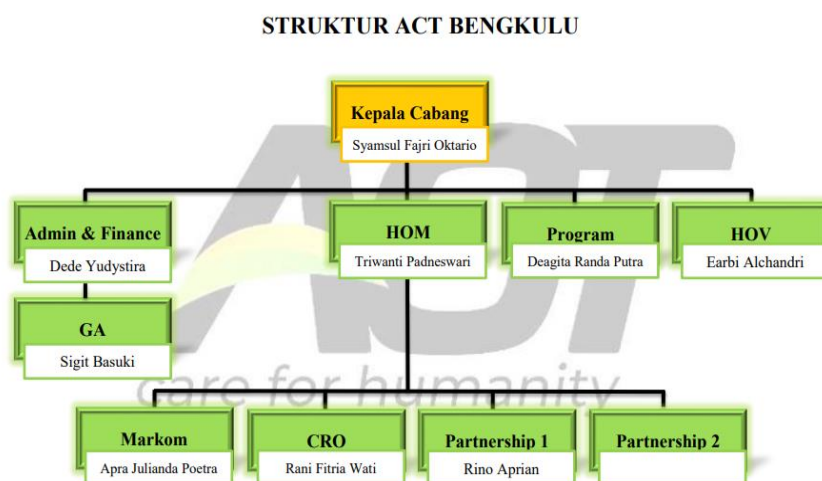 STRUKTUR ACT BENGKULU
Kepala Cabang
Syamsul Fajri Oktario
Admin & Finance
Dede Yudystira
HOM
Triwanti Padneswari
Program
Deagita Randa Putra
HOV
Earbi Alchandri
GA
Sigit Basuki
ACT
care for humanity
Markom
Apra Julianda Poetra
CRO
Rani Fitria Wati
Partnership 1
Rino Aprian
Partnership 2